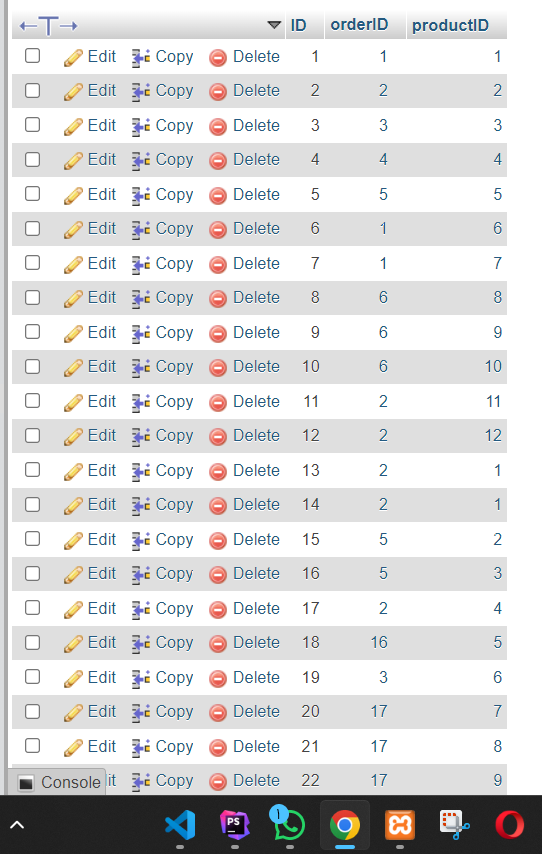 ID orderID productID
Edit Copy Delete 1 1 1
Edit Copy Delete 2 2 2
Edit Copy Delete 3 3 3
Edit Copy Delete 4 4 4
Edit Copy Delete 5 5 5
Edit Copy Delete 6 1 6
Edit Copy Delete 7 1 7
Edit Copy Delete 8 6 8
Edit Copy Delete 9 6 9
Edit Copy Delete 10 6 10
Edit Copy Delete 11 2 11
Edit Copy Delete 12 2 12
Edit Copy Delete 13 2 1
Edit Copy Delete 14 2 1
Edit Copy Delete 15 5 2
Edit Copy Delete 16 5 3
Edit Copy Delete 17 2 4
Edit Copy Delete 18 16 5
Edit Copy Delete 19 3 6
Edit Copy Delete 20 17 7
Edit Copy Delete 21 17 8
Console it Copy Delete 22 17 9
PS 1